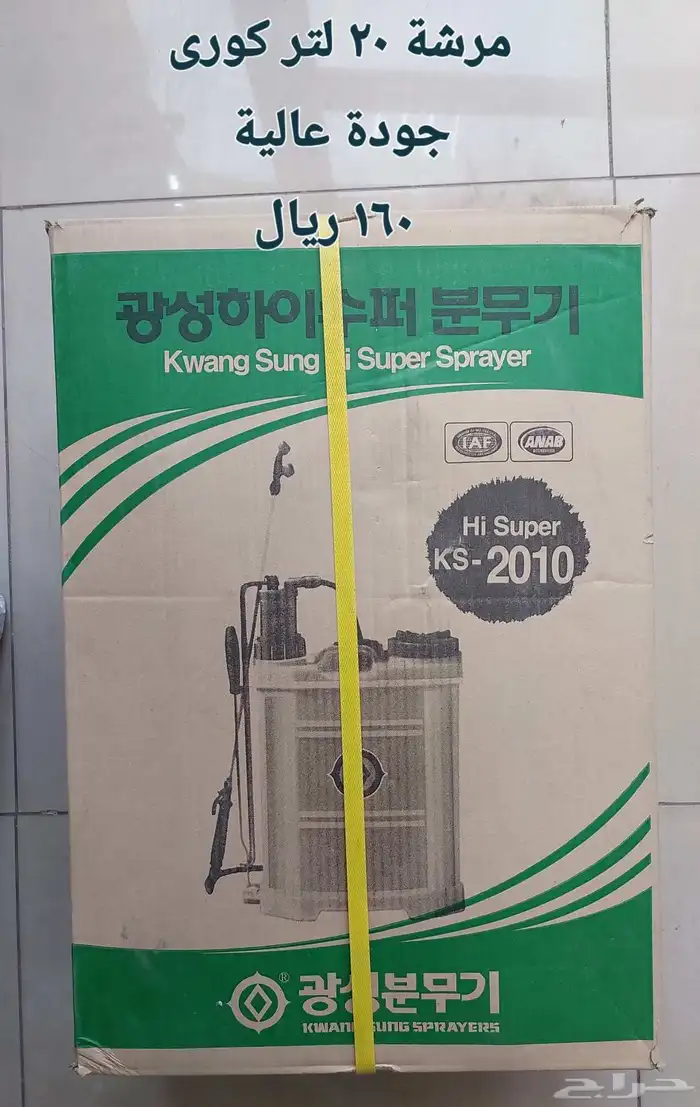 مرشة ٢٠ لتر كورى
جودة عالية
١٦٠ ريال
광성하이수퍼 분무기
Kwang Sung Hi Super Sprayer
IAF ANAB
Hi Super
KS-2010
® 광성분무기
KWANG SUNG SPRAYERS
حراج